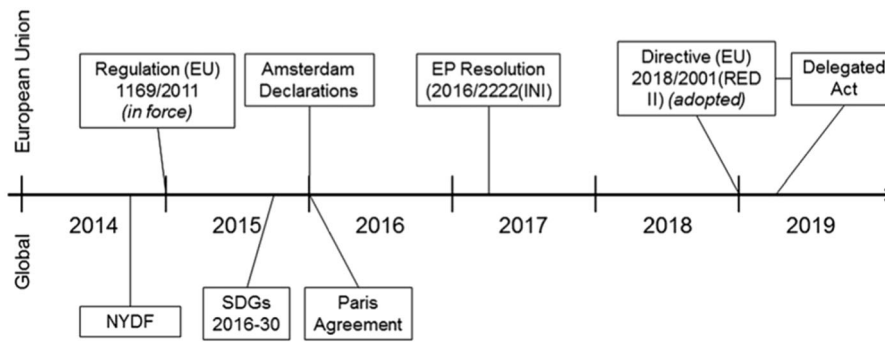 European Union
Regulation (EU)
1169/2011
(in force)
Amsterdam
Declarations
EP Resolution
(2016/2222(INI)
Directive (EU)
2018/2001(RED
II) (adopted)
Delegated
Act
2014
2015
2016
2017
2018
2019
Global
NYDF
SDGs
2016-30
Paris
Agreement